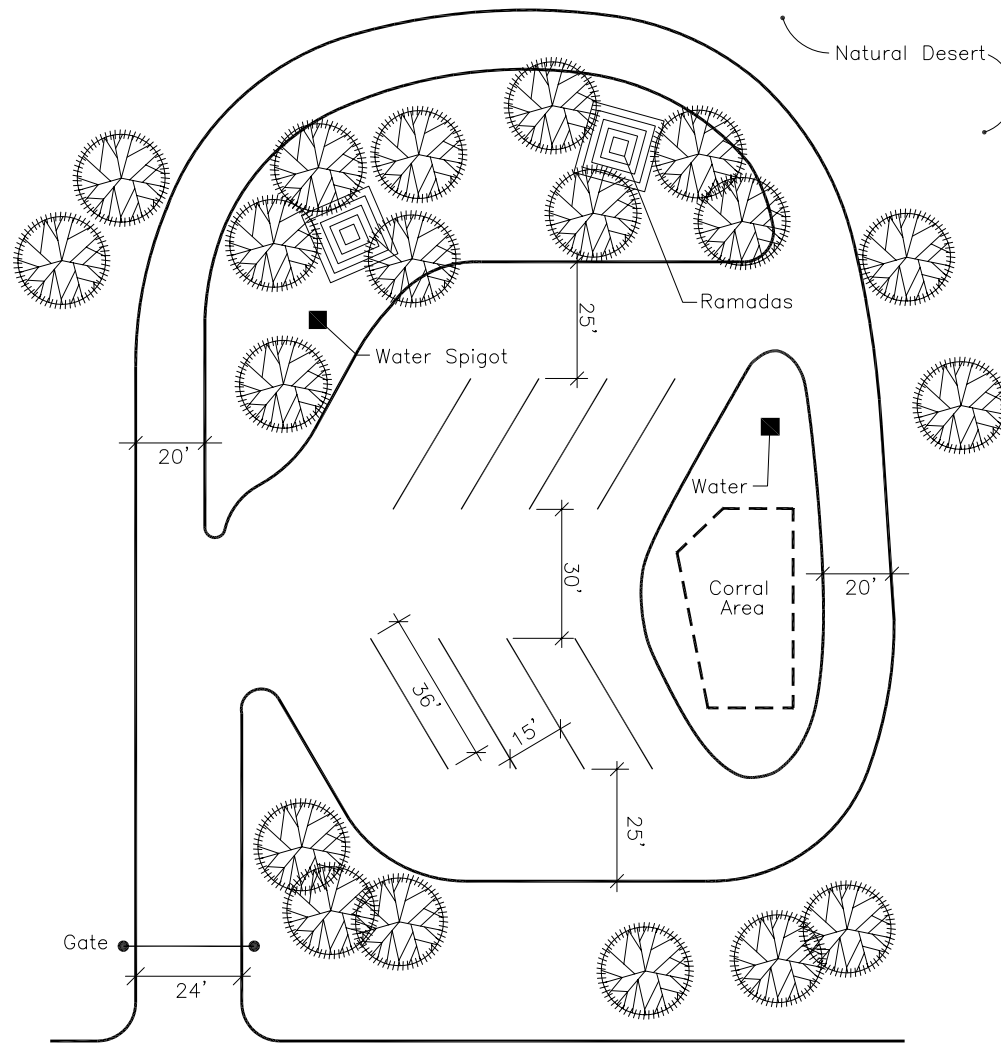 Natural Desert
Ramadas
25'
Water Spigot
20'
Water
30'
Corral
Area
20'
36'
15'
25'
Gate
24'